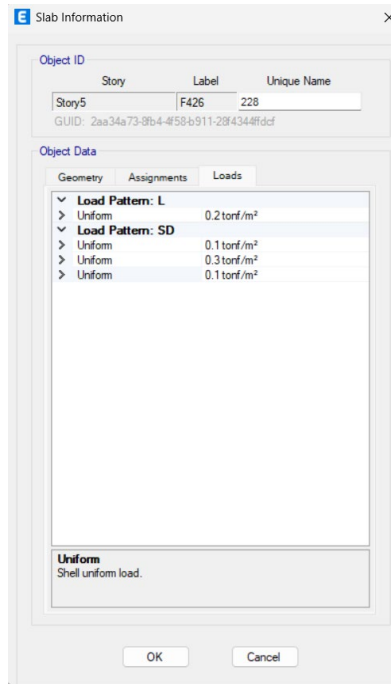 E Slab Information ×
Object ID
Story Label Unique Name
Story5 F426 228
GUID: 2aa34a73-8fb4-4f58-b911-28f4344ffdcf
Object Data
Geometry Assignments Loads
Load Pattern: L
Uniform 0.2 tonf/m²
Load Pattern: SD
Uniform 0.1 tonf/m²
Uniform 0.3 tonf/m²
Uniform 0.1 tonf/m²
Uniform
Shell uniform load.
OK Cancel